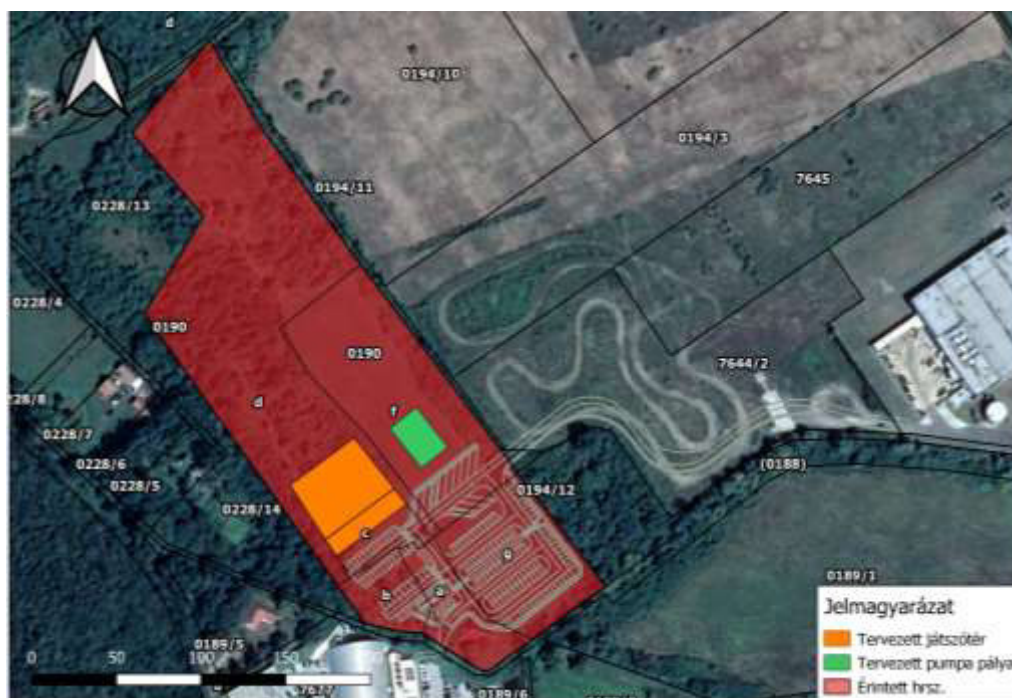 d
0194/10
0194/3
7645
0194/11
0228/13
0228/4
0190
0190
7644/2
d
f
0228/8
0228/7
0228/6
(0188)
0228/5
0194/12
0228/14
c
g
0189/1
b
a
Jelmagyarázat
Tervezett játszótér
Tervezett pumpa pálya
Érintett hrsz.
0189/5
0 50 100 150
7677
0189/6